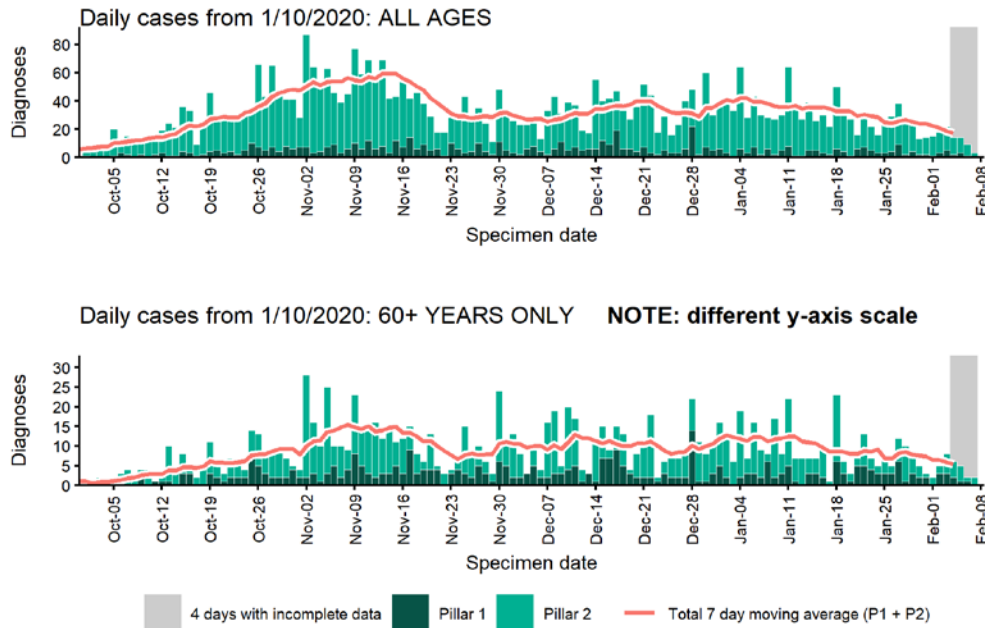 Daily cases from 1/10/2020: ALL AGES
Diagnoses
80
60
40
20
0
Oct-05
Oct-12
Oct-19
Oct-26
Nov-02
Nov-09
Nov-16
Nov-23
Nov-30
Dec-07
Dec-14
Dec-21
Dec-28
Jan-04
Jan-11
Jan-18
Jan-25
Feb-01
Feb-08
Specimen date
Daily cases from 1/10/2020: 60+ YEARS ONLY NOTE: different y-axis scale
Diagnoses
30
25
20
15
10
5
0
Oct-05
Oct-12
Oct-19
Oct-26
Nov-02
Nov-09
Nov-16
Nov-23
Nov-30
Dec-07
Dec-14
Dec-21
Dec-28
Jan-04
Jan-11
Jan-18
Jan-25
Feb-01
Feb-08
Specimen date
4 days with incomplete data Pillar 1 Pillar 2 Total 7 day moving average (P1 + P2)